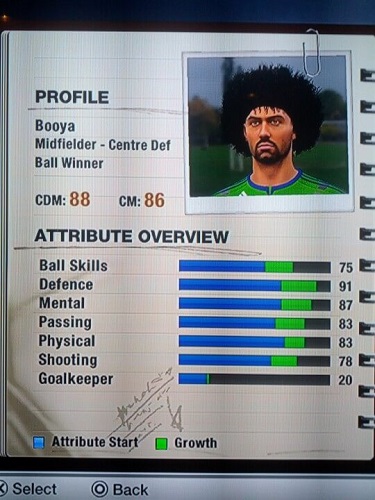 PROFILE
Booya
Midfielder - Centre Def
Ball Winner
CDM: 88 CM: 86
ATTRIBUTE OVERVIEW
Ball Skills 75
Defence 91
Mental 87
Passing 83
Physical 83
Shooting 78
Goalkeeper 20
Attribute Start Growth
Select Back